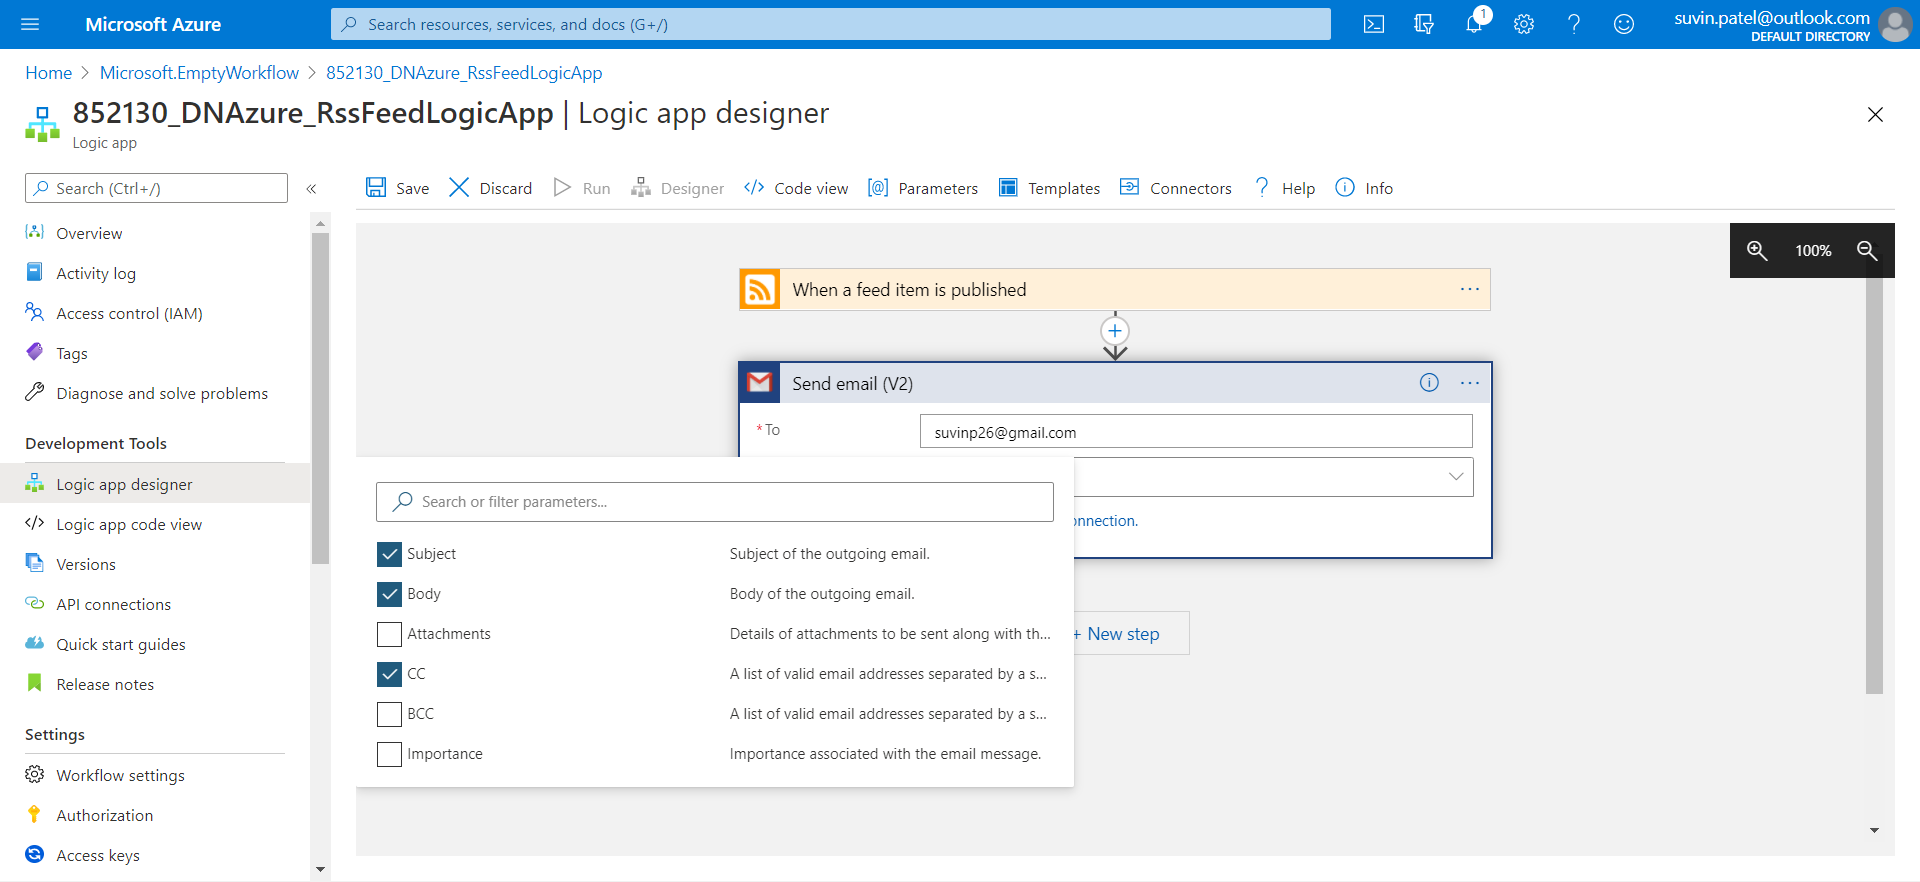 Microsoft Azure
Search resources, services, and docs (G+/)
1
suvin.patel@outlook.com
DEFAULT DIRECTORY
Home > Microsoft.EmptyWorkflow > 852130_DNAzure_RssFeedLogicApp
852130_DNAzure_RssFeedLogicApp | Logic app designer
Logic app
Search (Ctrl+/)
«
Overview
Activity log
Access control (IAM)
Tags
Diagnose and solve problems
Development Tools
Logic app designer
Logic app code view
Versions
API connections
Quick start guides
Release notes
Settings
Workflow settings
Authorization
Access keys
Save Discard Run Designer Code view Parameters Templates Connectors Help Info
100%
When a feed item is published
Send email (V2)
*To
suvinp26@gmail.com
onnection.
Search or filter parameters...
Subject Subject of the outgoing email.
Body Body of the outgoing email.
Attachments Details of attachments to be sent along with th...
CC A list of valid email addresses separated by a s...
BCC A list of valid email addresses separated by a s...
Importance Importance associated with the email message.
+ New step